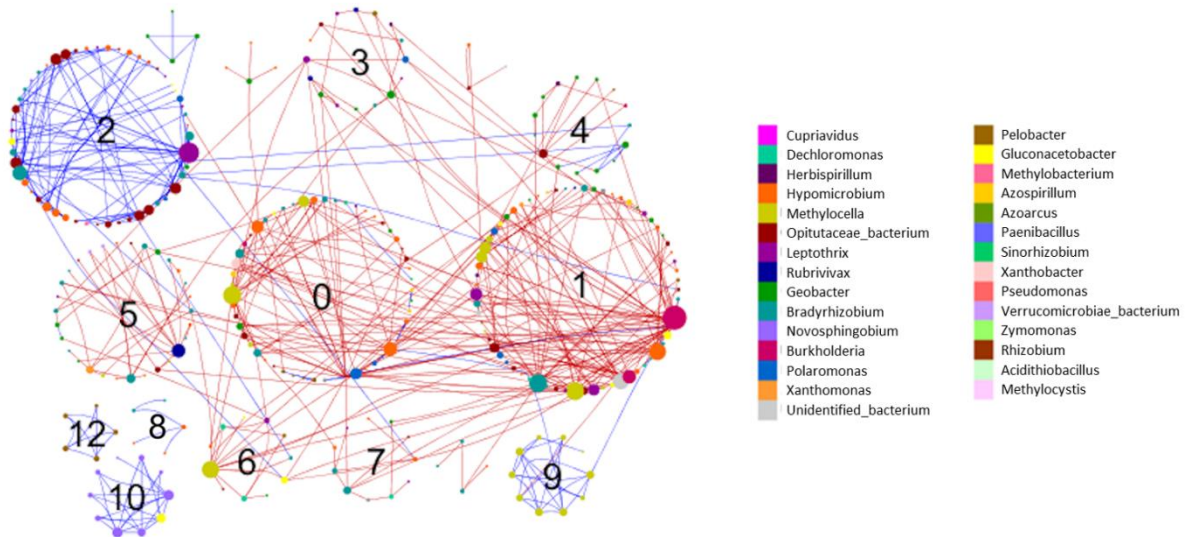 2
3
4
5
0
1
12
8
10
6
7
9
Cupriavidus
Dechloromonas
Herbispirillum
Hypomicrobium
Methylocella
Opitutaceae_bacterium
Leptothrix
Rubrivivax
Geobacter
Bradyrhizobium
Novosphingobium
Burkholderia
Polaromonas
Xanthomonas
Unidentified_bacterium
Pelobacter
Gluconacetobacter
Methylobacterium
Azospirillum
Azoarcus
Paenibacillus
Sinorhizobium
Xanthobacter
Pseudomonas
Verrucomicrobiae_bacterium
Zymomonas
Rhizobium
Acidithiobacillus
Methylocystis